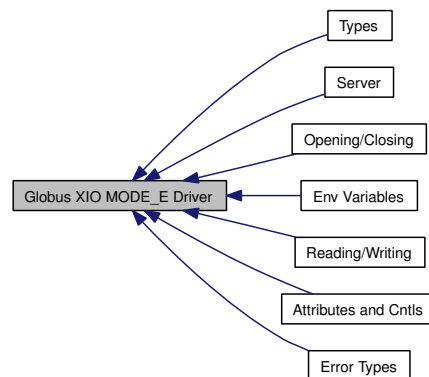 Types
Server
Opening/Closing
Globus XIO MODE_E Driver
Env Variables
Reading/Writing
Attributes and Cntls
Error Types